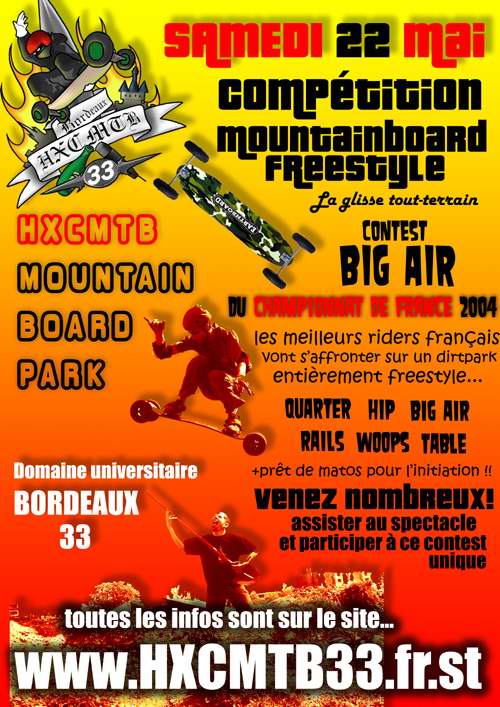 SAMEDI 22 MAI
compétition
mountainboard
freestyle
La glisse tout-terrain
Bordeaux
HXCMTB
33
EARTHBOARD
CONTEST
BIG AIR
DU CHAMPIONNAT DE FRANCE 2004
HXCMTB
MOUNTAIN
BOARD
PARK
les meilleurs riders français
vont s'affronter sur un dirtpark
entièrement freestyle...
QUARTER HIP BIG AIR
RAILS WOOPS TABLE
+prêt de matos pour l'initiation !!
Domaine universitaire
BORDEAUX
33
venez nombreux!
assister au spectacle
et participer à ce contest
unique
toutes les infos sont sur le site...
www.HXCMTB33.fr.st